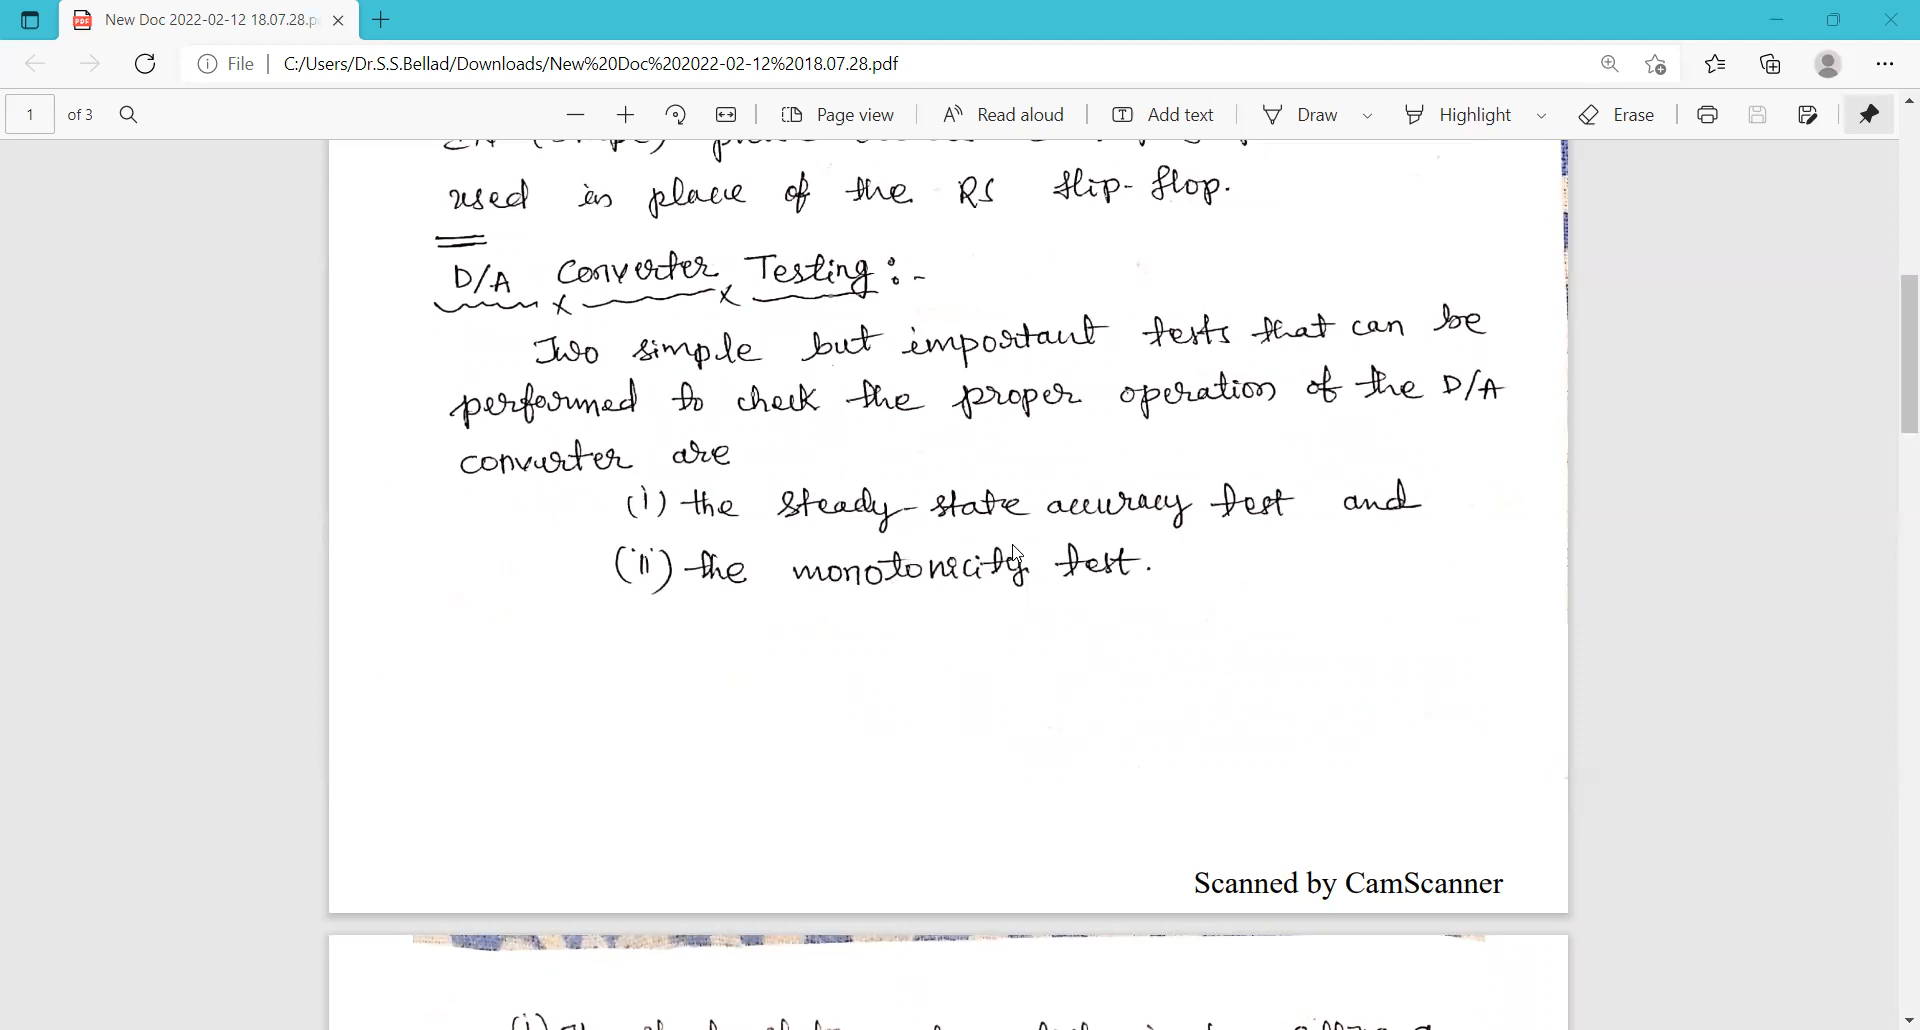 New Doc 2022-02-12 18.07.28.p
File C:/Users/Dr.S.S.Bellad/Downloads/New%20Doc%202022-02-12%2018.07.28.pdf
1 of 3 Page view Read aloud Add text Draw Highlight Erase
used in place of the RS flip-flop.
D/A Converter Testing :-
Two simple but important tests that can be
performed to check the proper operation of the D/A
converter are
(i) the steady-state accuracy test and
(ii) the monotonicity test.
Scanned by CamScanner